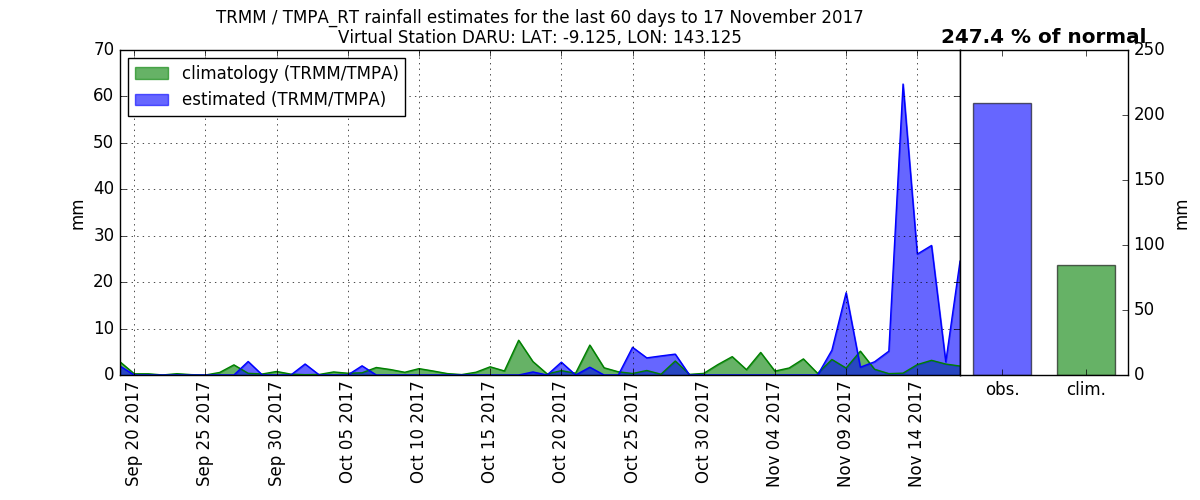 TRMM / TMPA_RT rainfall estimates for the last 60 days to 17 November 2017
Virtual Station DARU: LAT: -9.125, LON: 143.125
247.4 % of normal
climatology (TRMM/TMPA)
estimated (TRMM/TMPA)
70
60
50
40
30
20
10
0
mm
250
200
150
100
50
0
mm
Sep 20 2017
Sep 25 2017
Sep 30 2017
Oct 05 2017
Oct 10 2017
Oct 15 2017
Oct 20 2017
Oct 25 2017
Oct 30 2017
Nov 04 2017
Nov 09 2017
Nov 14 2017
obs.
clim.